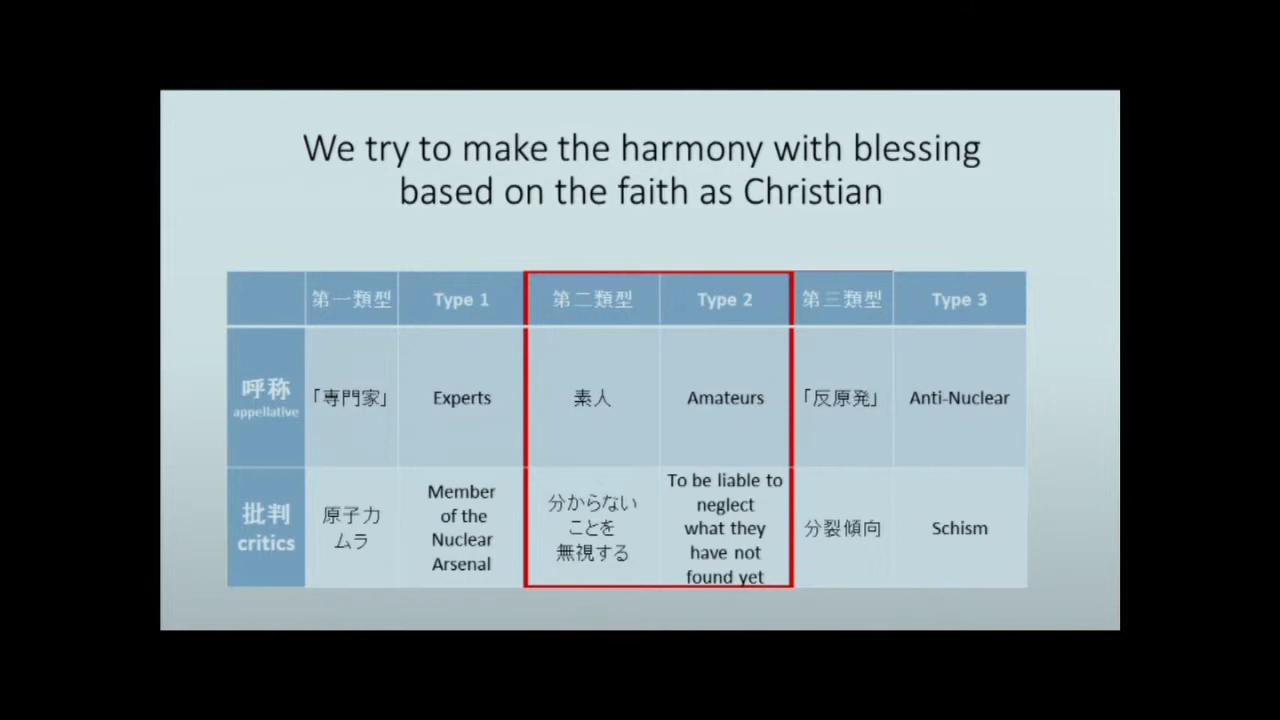 We try to make the harmony with blessing
based on the faith as Christian
第一類型
Type 1
第二類型
Type 2
第三類型
Type 3
呼称
appellative
「専門家」
Experts
素人
Amateurs
「反原発」
Anti-Nuclear
批判
critics
原子力
ムラ
Member
of the
Nuclear
Arsenal
分からない
ことを
無視する
To be liable to
neglect
what they
have not
found yet
分裂傾向
Schism